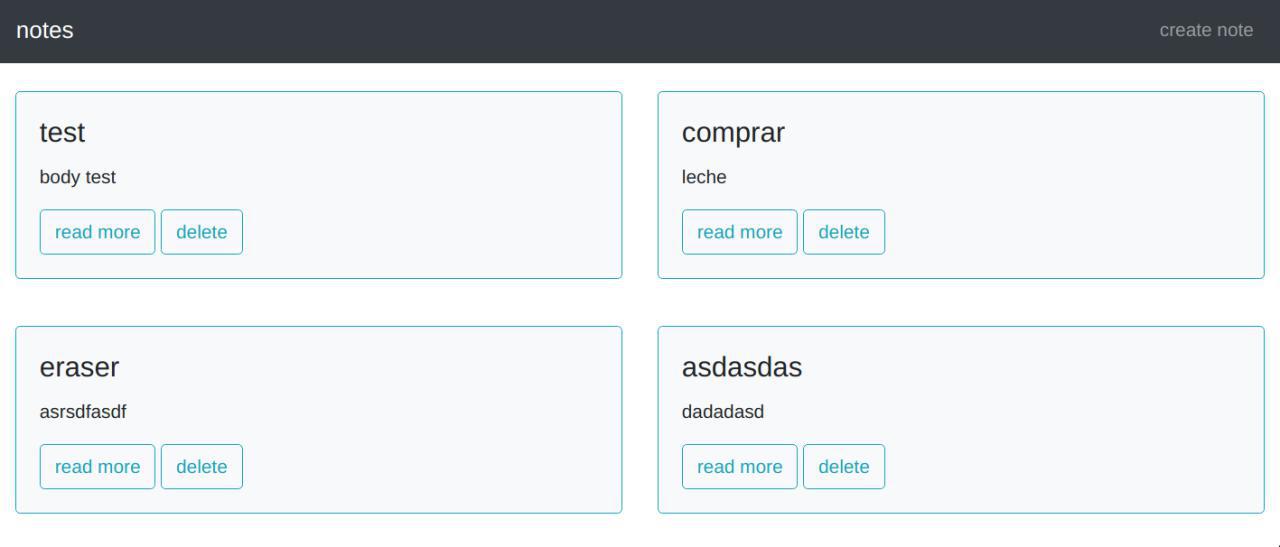 notes
create note
test
body test
read more
delete
comprar
leche
read more
delete
eraser
asrsdfasdf
read more
delete
asdasdas
dadadasd
read more
delete